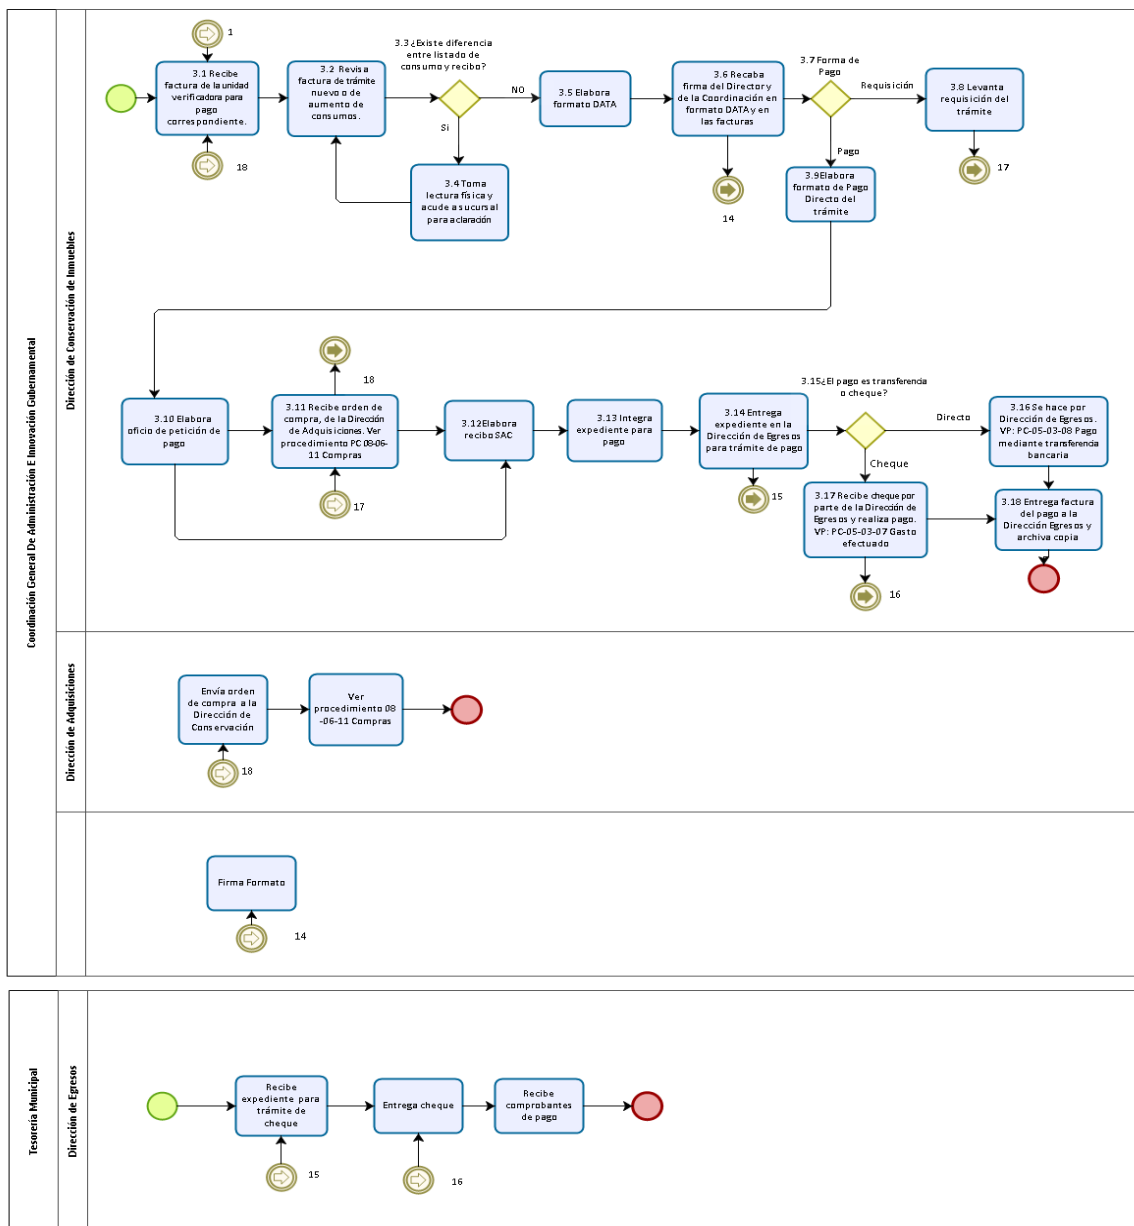 Coordinación General De Administración E Innovación Gubernamental
Dirección de Conservación de Inmuebles
1
3.1 Recibe
factura de la unidad
verificadora para
pago
correspondiente.
18
3.2 Revisa
factura de trámite
nuevo o de
aumento de
consumos.
3.3 ¿Existe diferencia
entre listado de
consumo y recibo?
NO
Si
3.4 Toma
lectura física y
acude a sucursal
para aclaración
3.5 Elabora
formato DATA
3.6 Recaba
firma del Director y
de la Coordinación en
formato DATA y en
las facturas
14
3.7 Forma de
Pago
Requisición
Pago
3.8 Levanta
requisición del
trámite
17
3.9Elabora
formato de Pago
Directo del
trámite
3.10 Elabora
oficio de petición de
pago
18
3.11 Recibe orden de
compra, de la Dirección
de Adquisiciones. Ver
procedimiento PC 08-06-
11 Compras
17
3.12Elabora
recibo SAC
3.13 Integra
expediente para
pago
3.14 Entrega
expediente en la
Dirección de Egresos
para trámite de pago
15
3.15¿El pago es transferencia
o cheque?
Directo
Cheque
3.16 Se hace por
Dirección de Egresos.
VP: PC-05-03-08 Pago
mediante transferencia
bancaria
3.17 Recibe cheque por
parte de la Dirección de
Egresos y realiza pago.
VP: PC-05-03-07 Gasto
efectuado
16
3.18 Entrega factura
del pago a la
Dirección Egresos y
archiva copia
Dirección de Adquisiciones
Envía orden
de compra a la
Dirección de
Conservación
18
Ver
procedimiento 08
-06-11 Compras
Firma Formato
14
Tesoreria Municipal
Dirección de Egresos
Recibe
expediente para
trámite de
cheque
15
Entrega cheque
16
Recibe
comprobantes
de pago